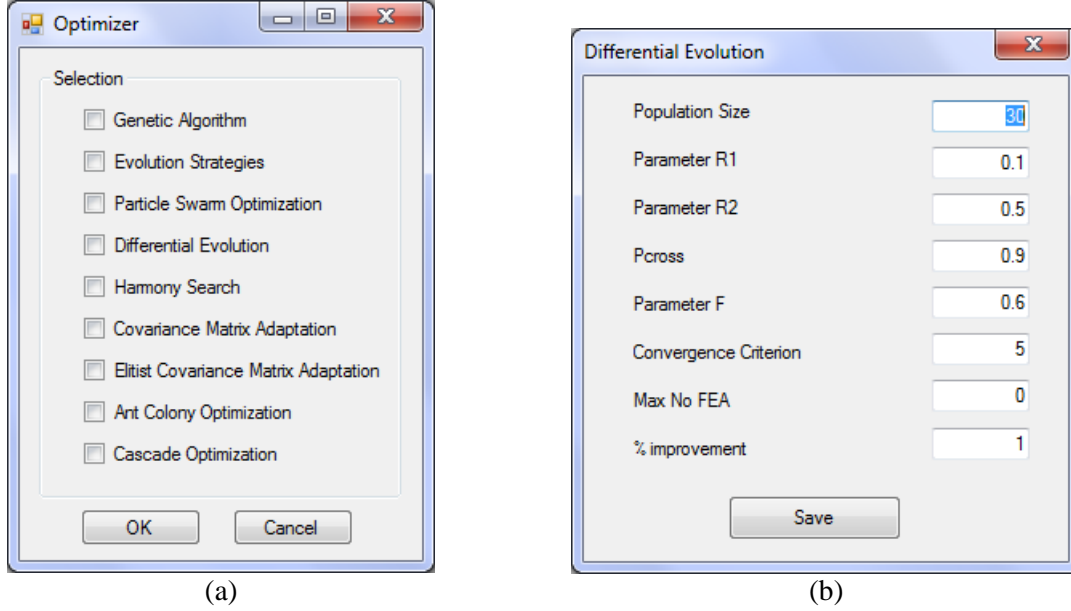 Optimizer
Selection
Genetic Algorithm
Evolution Strategies
Particle Swarm Optimization
Differential Evolution
Harmony Search
Covariance Matrix Adaptation
Elitist Covariance Matrix Adaptation
Ant Colony Optimization
Cascade Optimization
OK Cancel
(a)
Differential Evolution
Population Size 30
Parameter R1 0.1
Parameter R2 0.5
Pcross 0.9
Parameter F 0.6
Convergence Criterion 5
Max No FEA 0
% improvement 1
Save
(b)